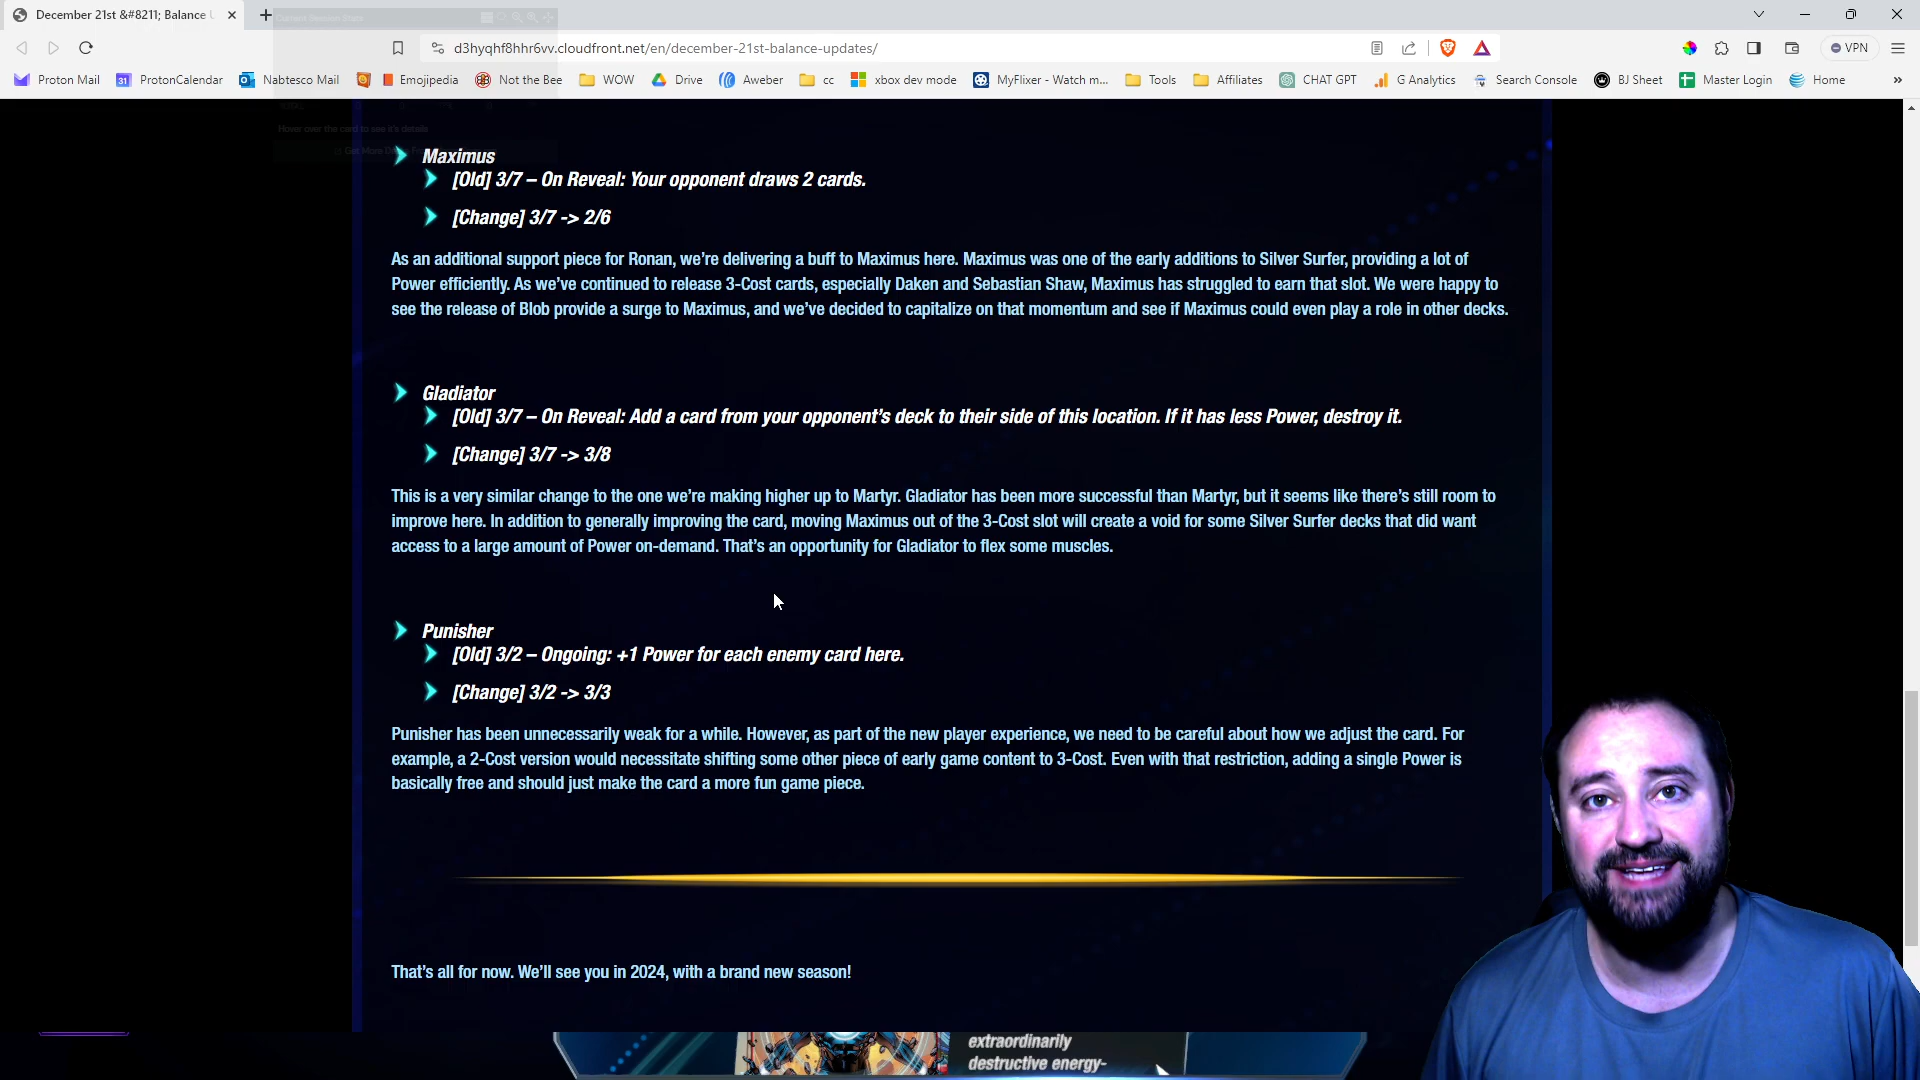 December 21st &#8211; Balance U
d3hyqhf8hhr6vv.cloudfront.net/en/december-21st-balance-updates/
VPN
Proton Mail ProtonCalendar Nabtesco Mail Emojipedia Not the Bee WOW Drive Aweber cc xbox dev mode MyFlixer - Watch m... Tools Affiliates CHAT GPT G Analytics Search Console BJ Sheet Master Login Home »
Hover over the card to see it's details
Maximus
[Old] 3/7 – On Reveal: Your opponent draws 2 cards.
[Change] 3/7 -> 2/6
As an additional support piece for Ronan, we're delivering a buff to Maximus here. Maximus was one of the early additions to Silver Surfer, providing a lot of
Power efficiently. As we've continued to release 3-Cost cards, especially Daken and Sebastian Shaw, Maximus has struggled to earn that slot. We were happy to
see the release of Blob provide a surge to Maximus, and we've decided to capitalize on that momentum and see if Maximus could even play a role in other decks.
Gladiator
[Old] 3/7 – On Reveal: Add a card from your opponent's deck to their side of this location. If it has less Power, destroy it.
[Change] 3/7 -> 3/8
This is a very similar change to the one we're making higher up to Martyr. Gladiator has been more successful than Martyr, but it seems like there's still room to
improve here. In addition to generally improving the card, moving Maximus out of the 3-Cost slot will create a void for some Silver Surfer decks that did want
access to a large amount of Power on-demand. That's an opportunity for Gladiator to flex some muscles.
Punisher
[Old] 3/2 – Ongoing: +1 Power for each enemy card here.
[Change] 3/2 -> 3/3
Punisher has been unnecessarily weak for a while. However, as part of the new player experience, we need to be careful about how we adjust the card. For
example, a 2-Cost version would necessitate shifting some other piece of early game content to 3-Cost. Even with that restriction, adding a single Power is
basically free and should just make the card a more fun game piece.
That's all for now. We'll see you in 2024, with a brand new season!
extraordinarily
destructive energy-